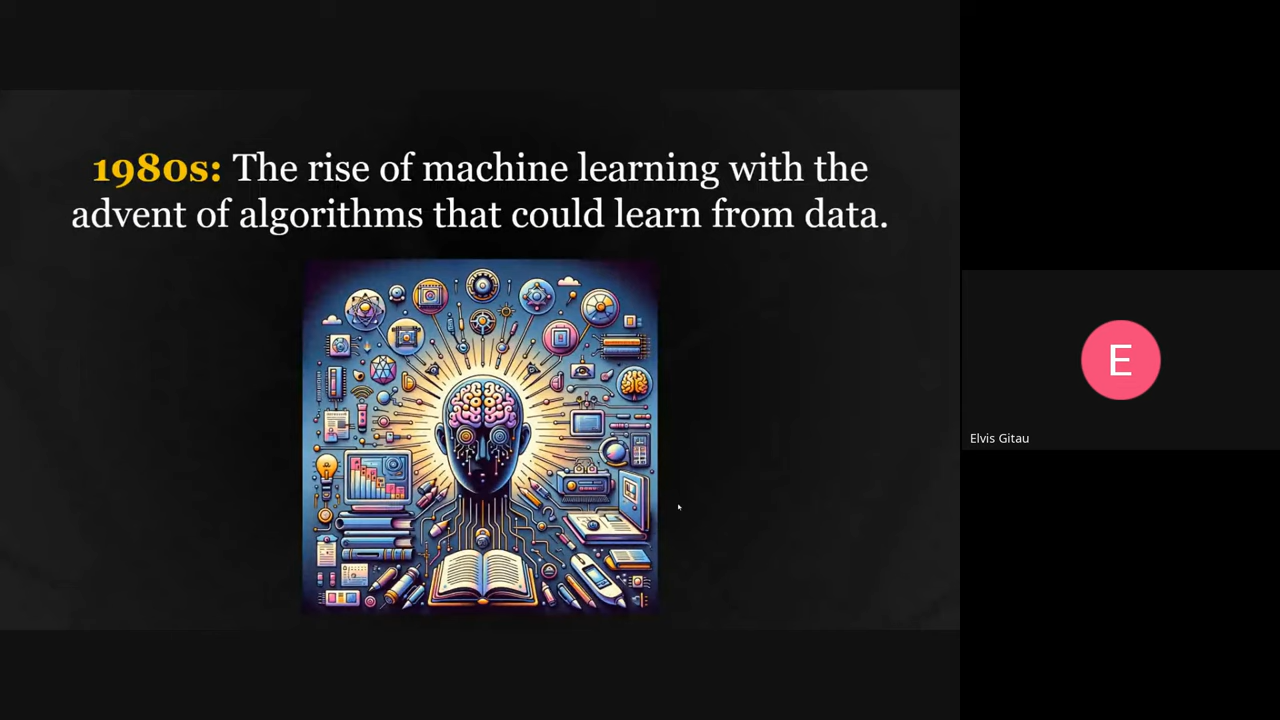 1980s: The rise of machine learning with the
advent of algorithms that could learn from data.
E
Elvis Gitau